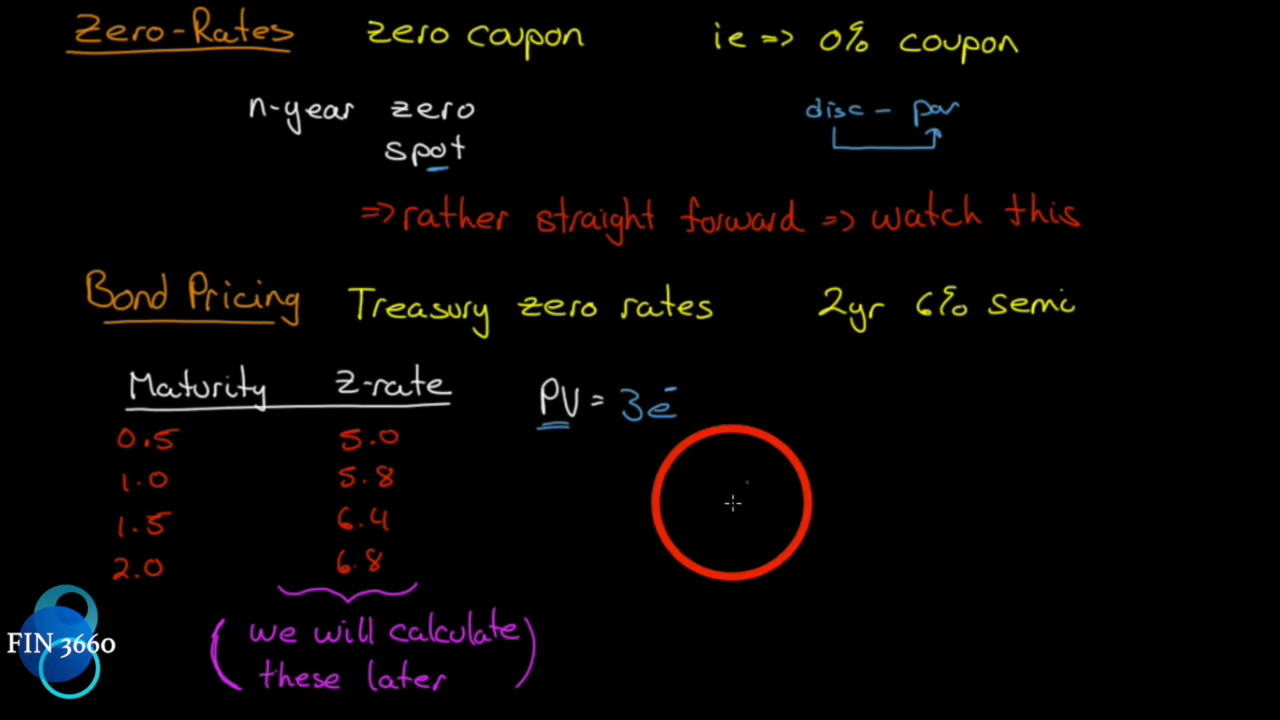 Zero-Rates zero coupon ie => 0% coupon
n-year zero disc - par
spot
=> rather straight forward => watch this
Bond Pricing Treasury zero rates 2yr 6% semi
Maturity Z-rate PV = 3e-
0.5 5.0
1.0 5.8
1.5 6.4
2.0 6.8
(we will calculate
these later)
FIN 3660